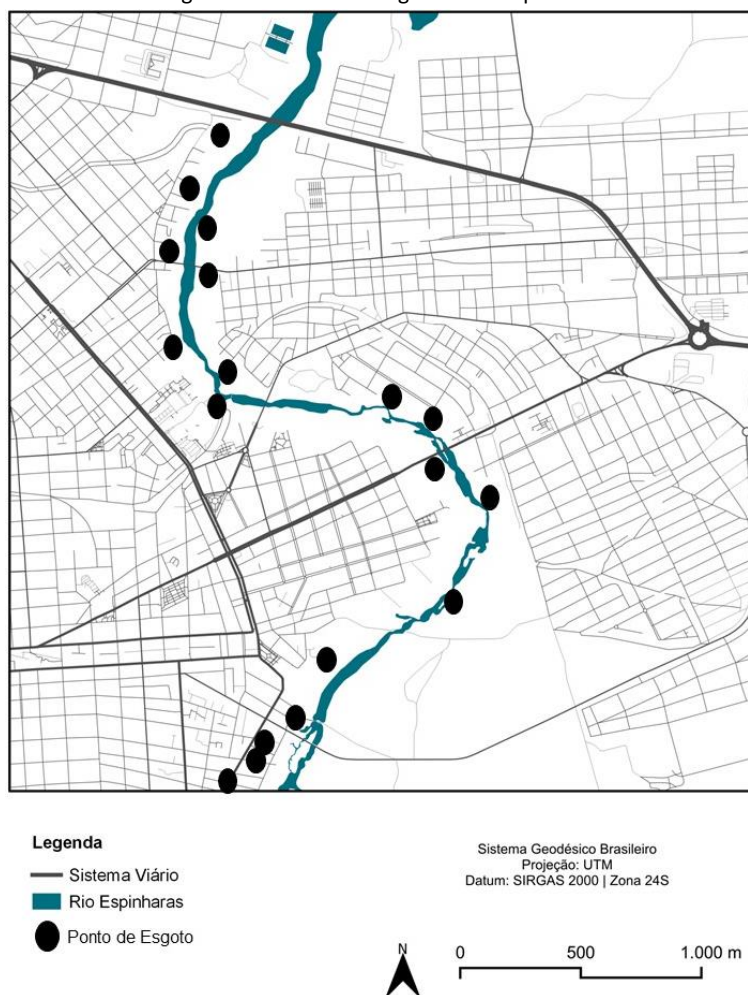 Legenda
Sistema Viário
Rio Espinharas
Ponto de Esgoto
Sistema Geodésico Brasileiro
Projeção: UTM
Datum: SIRGAS 2000 | Zona 24S
N
0 500 1.000 m